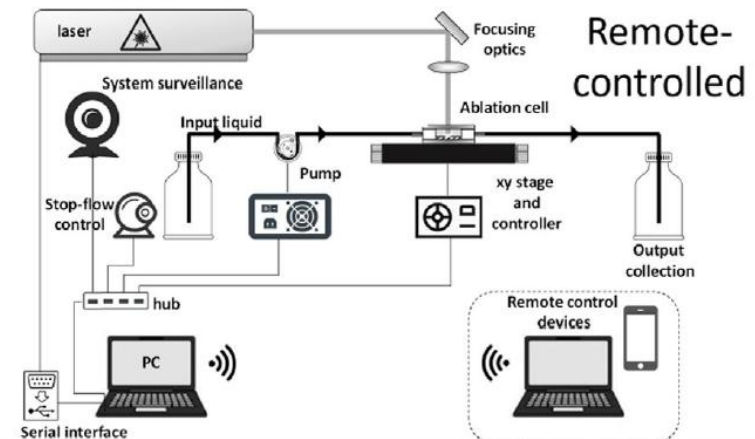 laser
Focusing
optics
Remote-
controlled
System surveillance
Input liquid
Ablation cell
Pump
Stop-flow
control
xy stage
and
controller
Output
collection
hub
Remote control
devices
PC
Serial interface